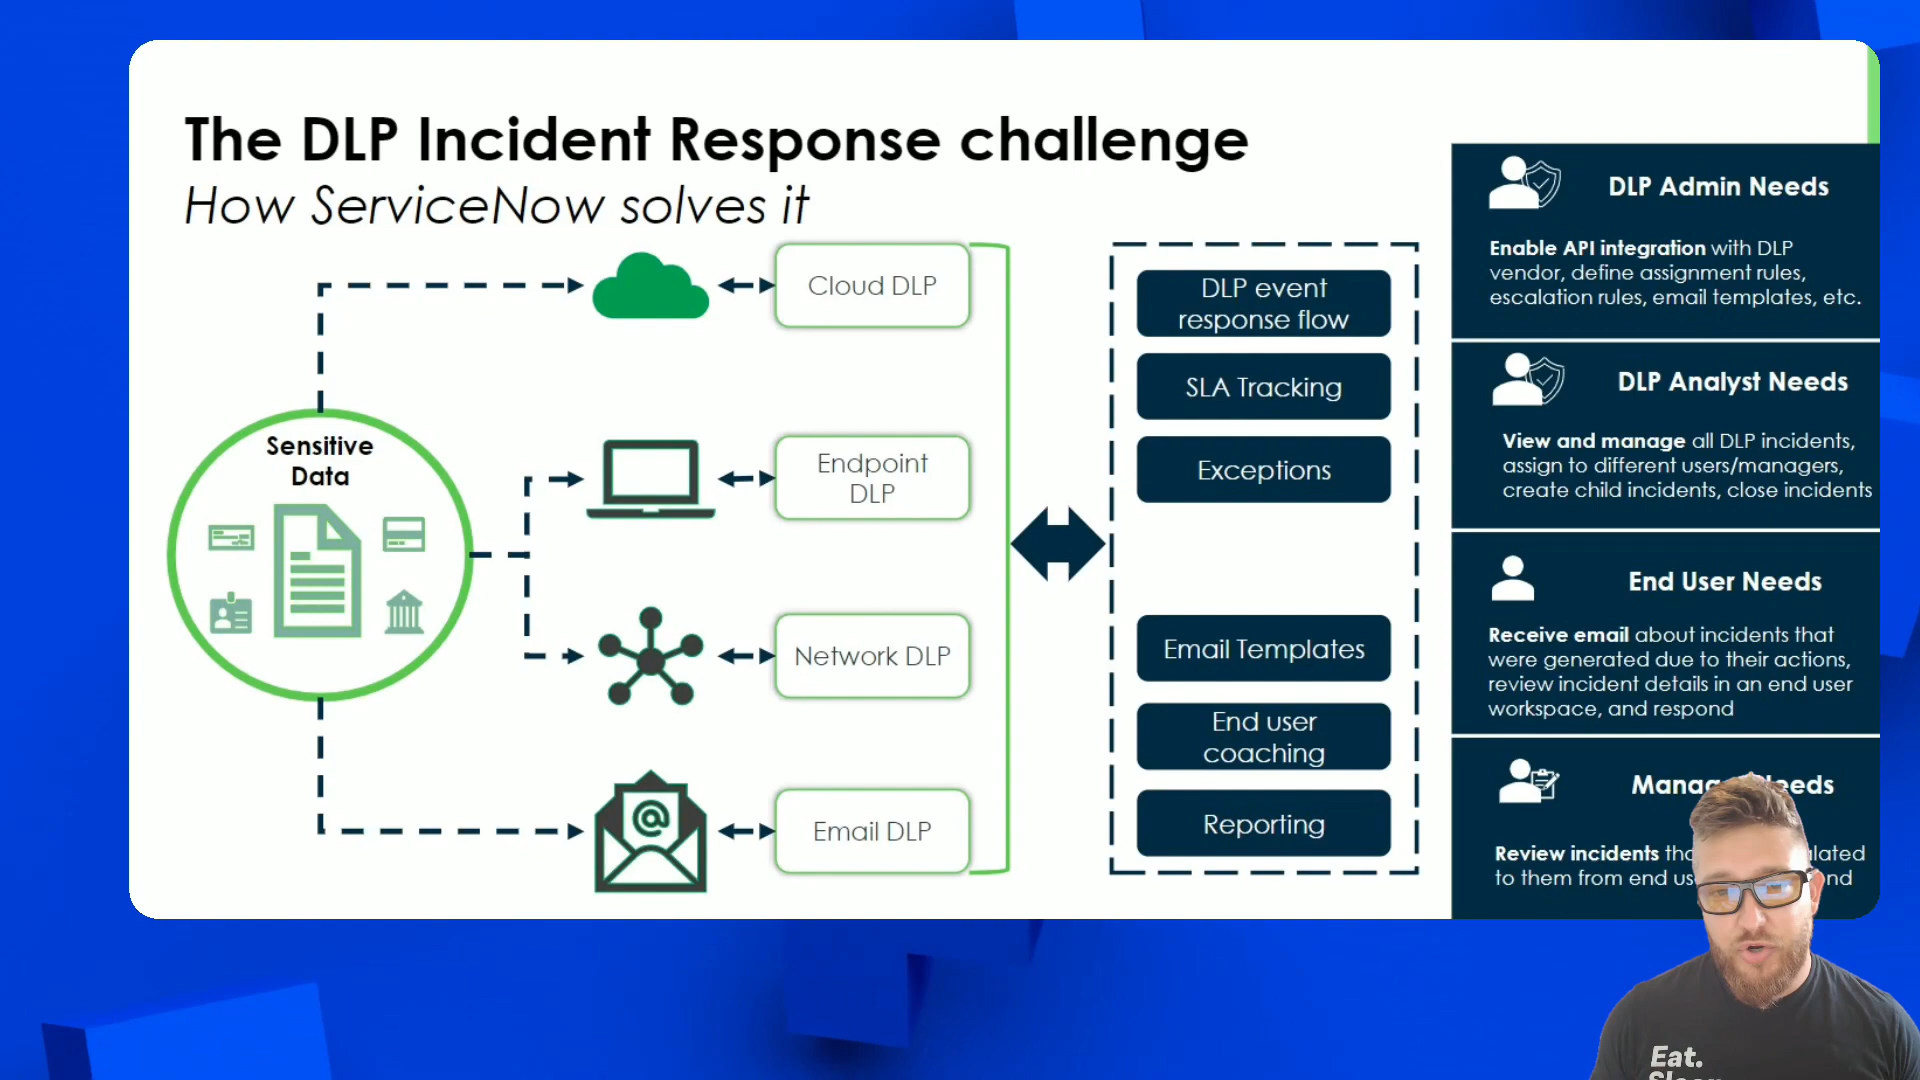 The DLP Incident Response challenge
How ServiceNow solves it
Sensitive
Data
Cloud DLP
Endpoint
DLP
Network DLP
Email DLP
DLP event
response flow
SLA Tracking
Exceptions
Email Templates
End user
coaching
Reporting
DLP Admin Needs
Enable API integration with DLP
vendor, define assignment rules,
escalation rules, email templates, etc.
DLP Analyst Needs
View and manage all DLP incidents,
assign to different users/managers,
create child incidents, close incidents
End User Needs
Receive email about incidents that
were generated due to their actions,
review incident details in an end user
workspace, and respond
Review incidents
to them from end
Eat.